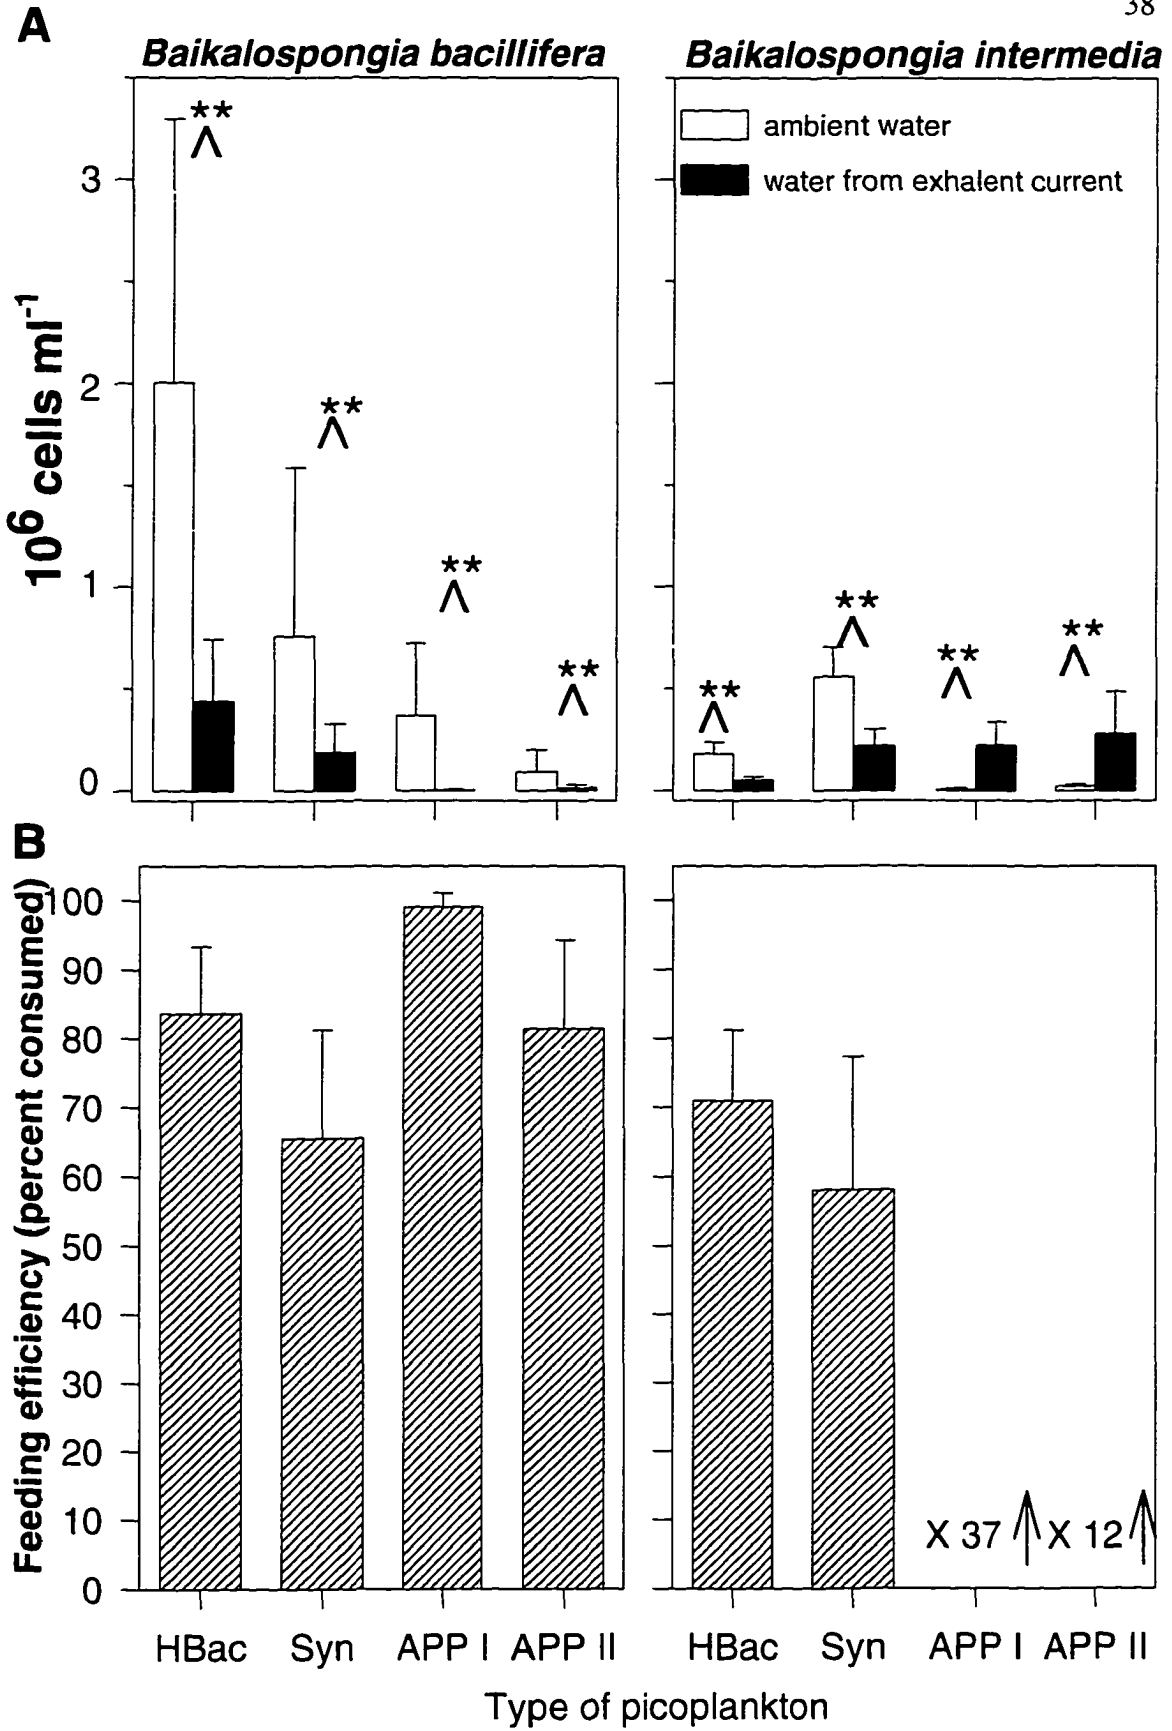 38
A
Baikalospongia bacillifera
Baikalospongia intermedia
ambient water
water from exhalent current
10⁶ cells ml⁻¹
3
2
1
0
**
^
**
^
**
^
**
^
**
^
**
^
**
^
**
^
B
Feeding efficiency (percent consumed)
100
90
80
70
60
50
40
30
20
10
0
X 37 ↑ X 12 ↑
HBac Syn APP I APP II HBac Syn APP I APP II
Type of picoplankton